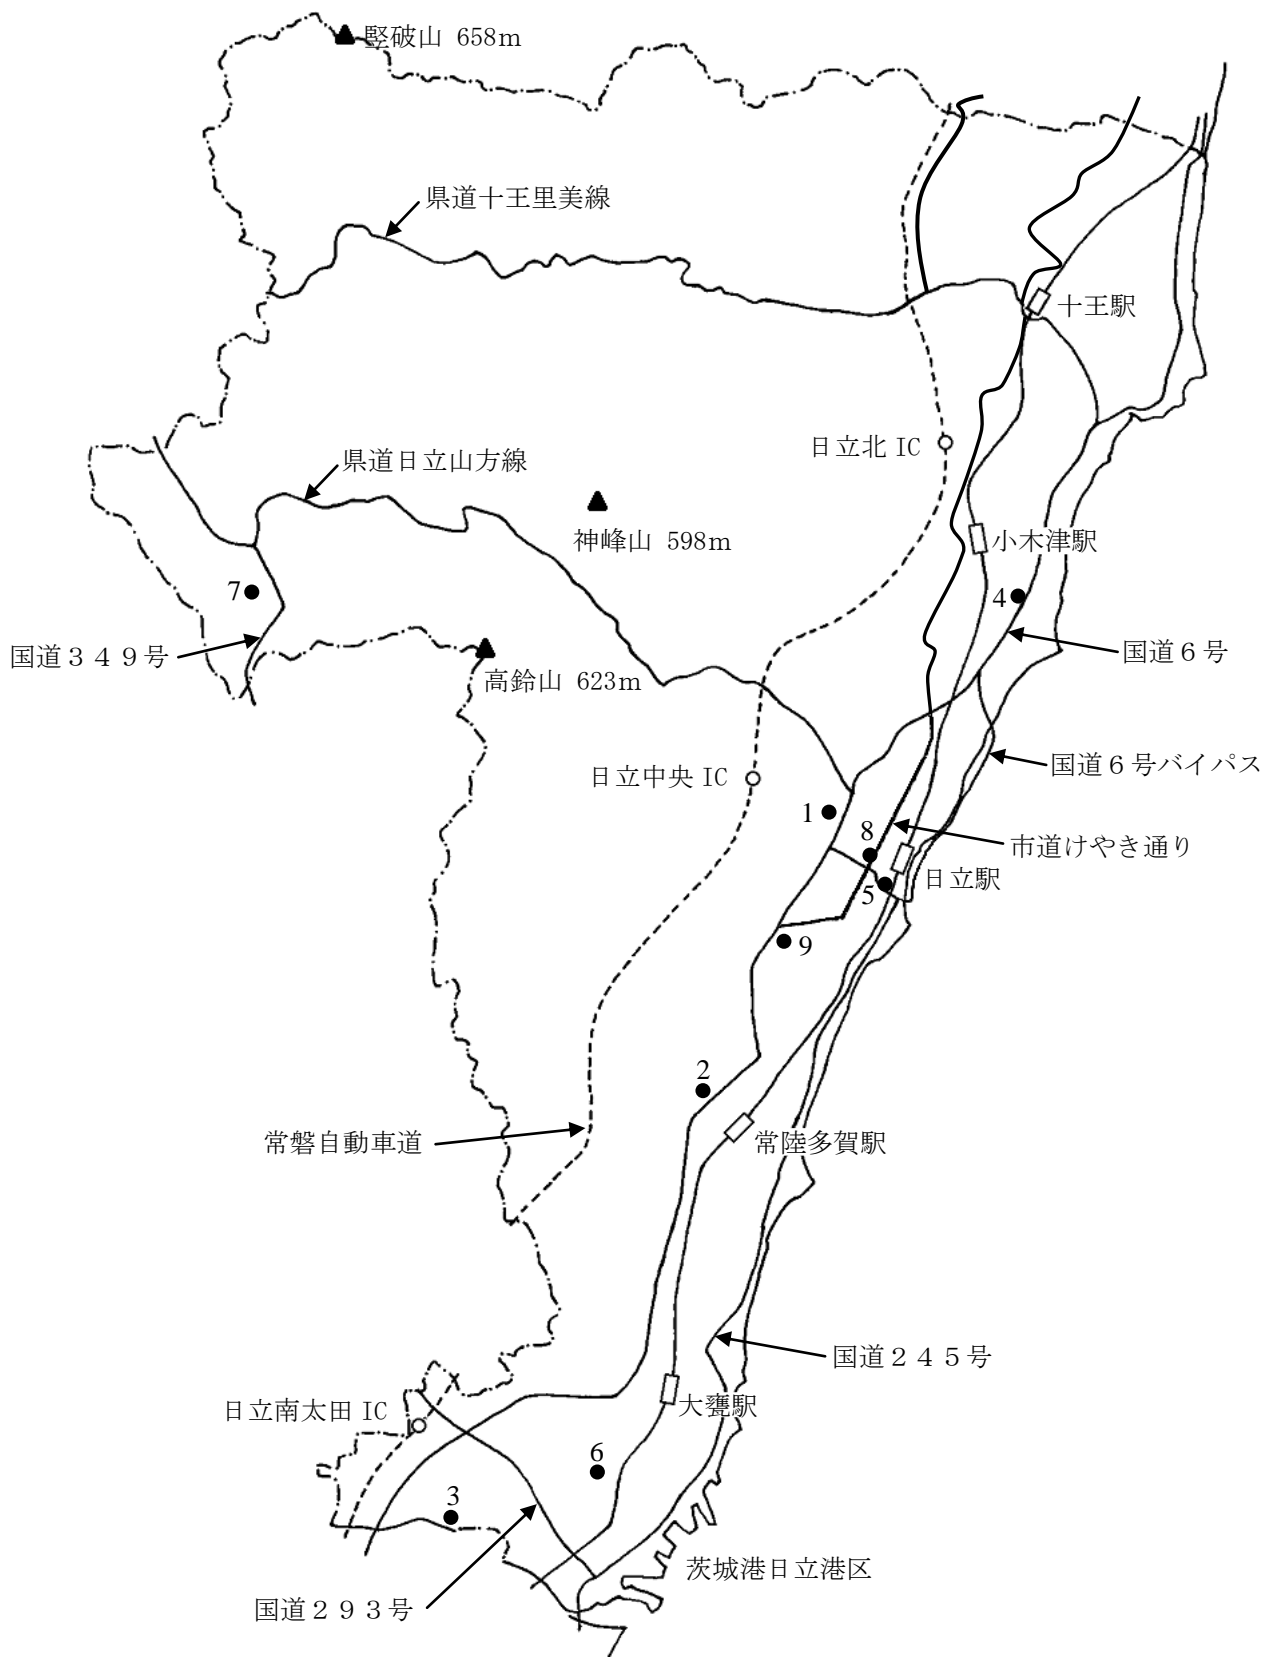 竪破山 658m
県道十王里美線
十王駅
日立北 IC
県道日立山方線
神峰山 598m
小木津駅
7
4
国道３４９号
国道６号
高鈴山 623m
国道６号バイパス
日立中央 IC
1
8
市道けやき通り
日立駅
5
9
2
常磐自動車道
常陸多賀駅
国道２４５号
大甕駅
日立南太田 IC
6
3
茨城港日立港区
国道２９３号